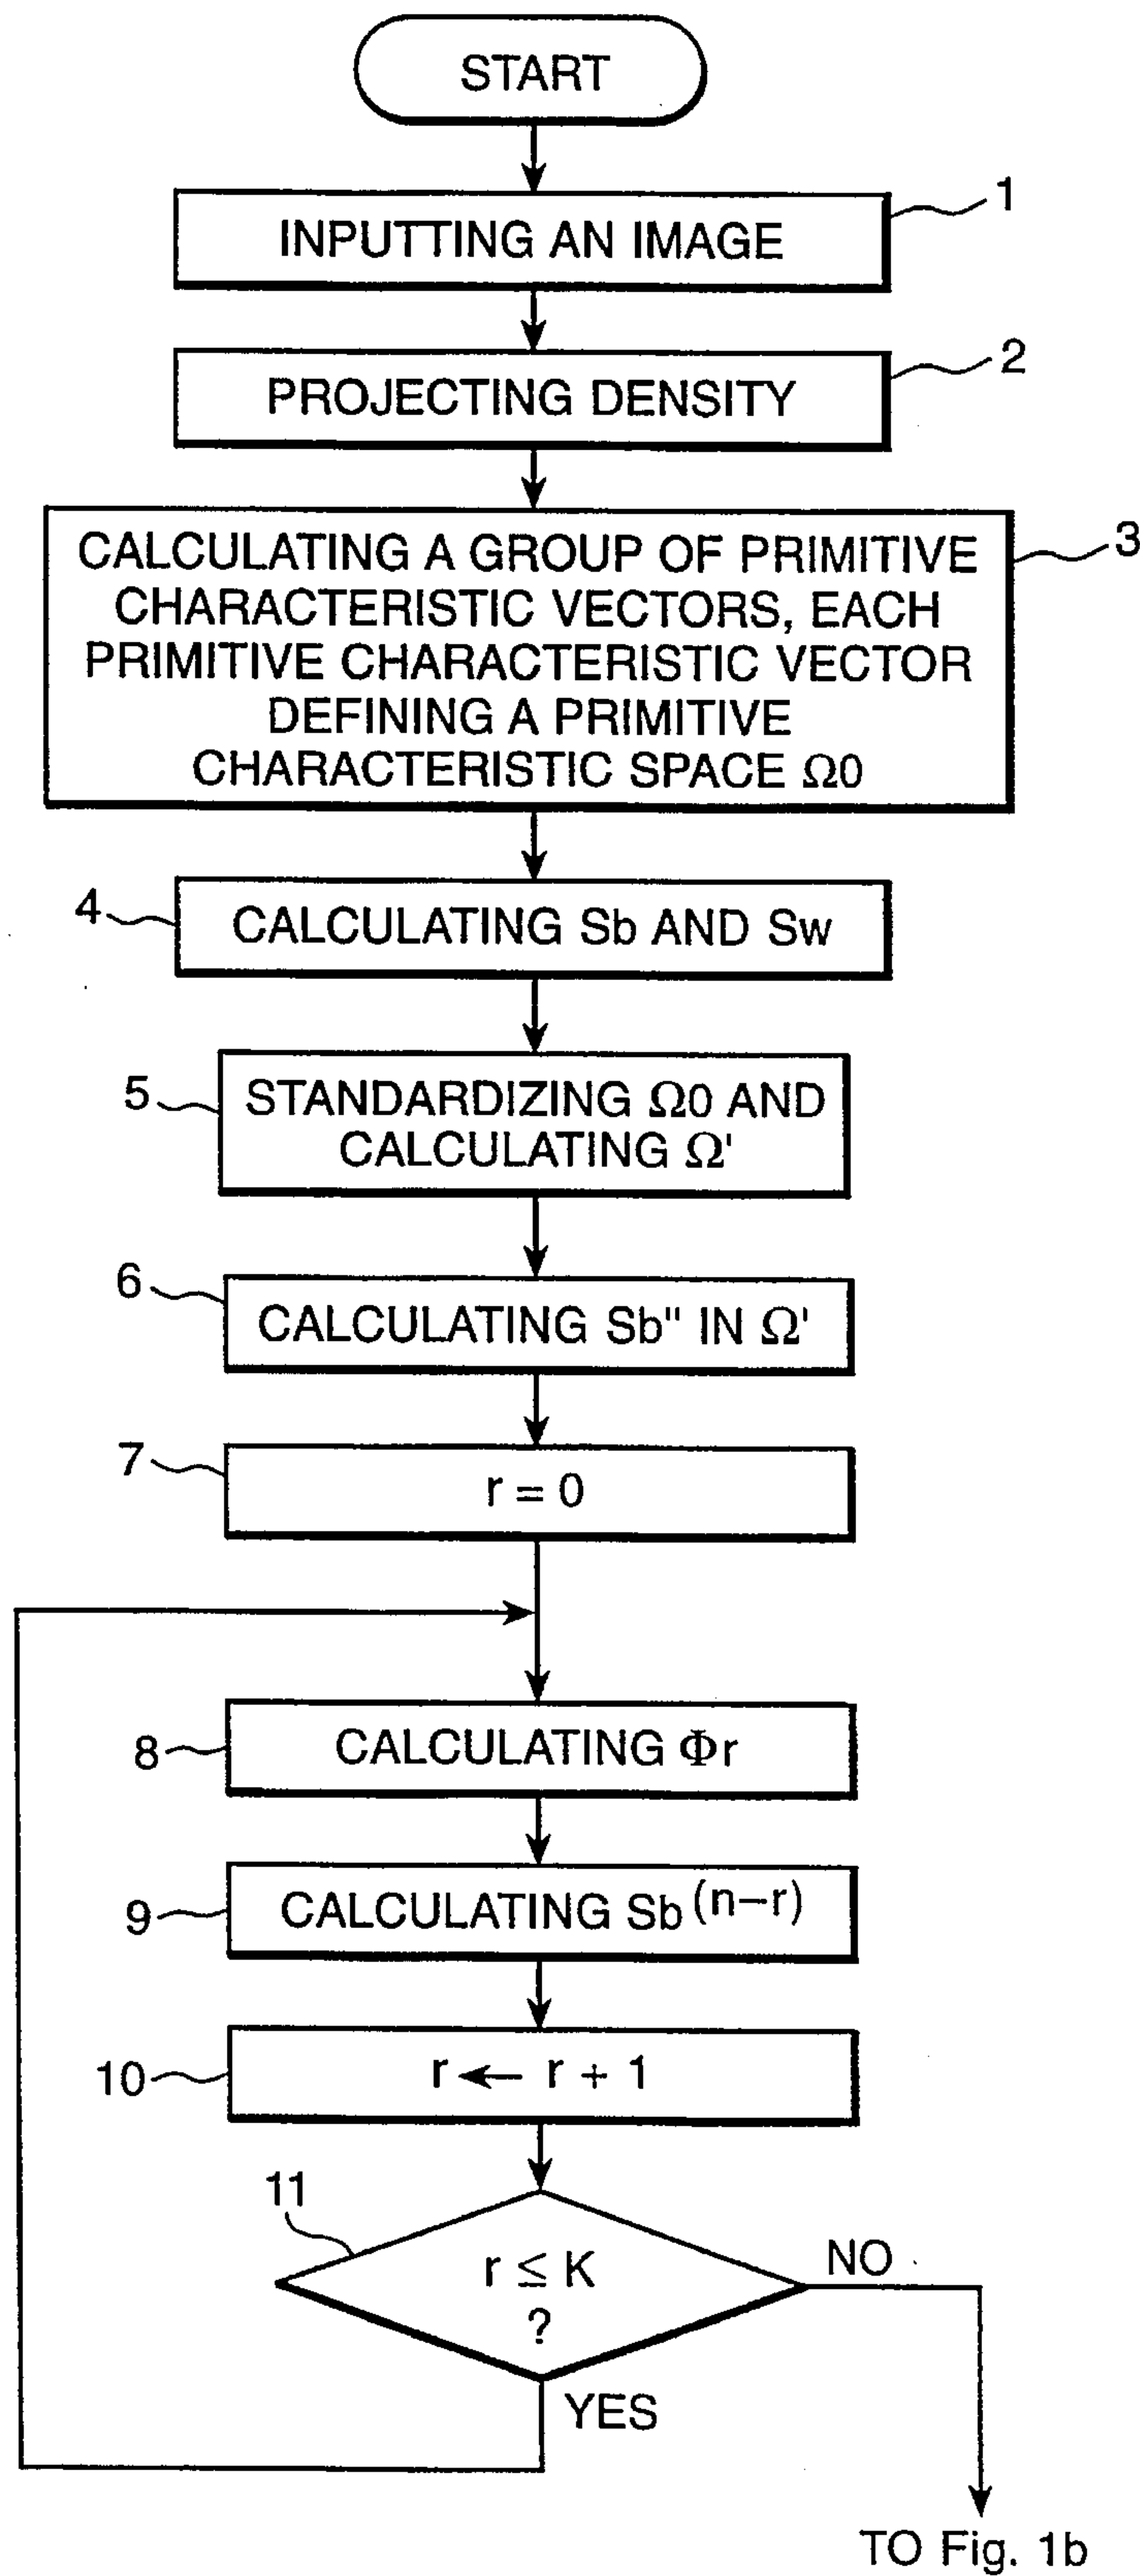 START
1
INPUTTING AN IMAGE
2
PROJECTING DENSITY
3
CALCULATING A GROUP OF PRIMITIVE
CHARACTERISTIC VECTORS, EACH
PRIMITIVE CHARACTERISTIC VECTOR
DEFINING A PRIMITIVE
CHARACTERISTIC SPACE Ω0
4
CALCULATING Sb AND Sw
5
STANDARDIZING Ω0 AND
CALCULATING Ω'
6
CALCULATING Sb" IN Ω'
7
r = 0
8
CALCULATING Φr
9
CALCULATING Sb (n−r)
10
r ← r + 1
11
r ≤ K
?
NO
YES
TO Fig. 1b